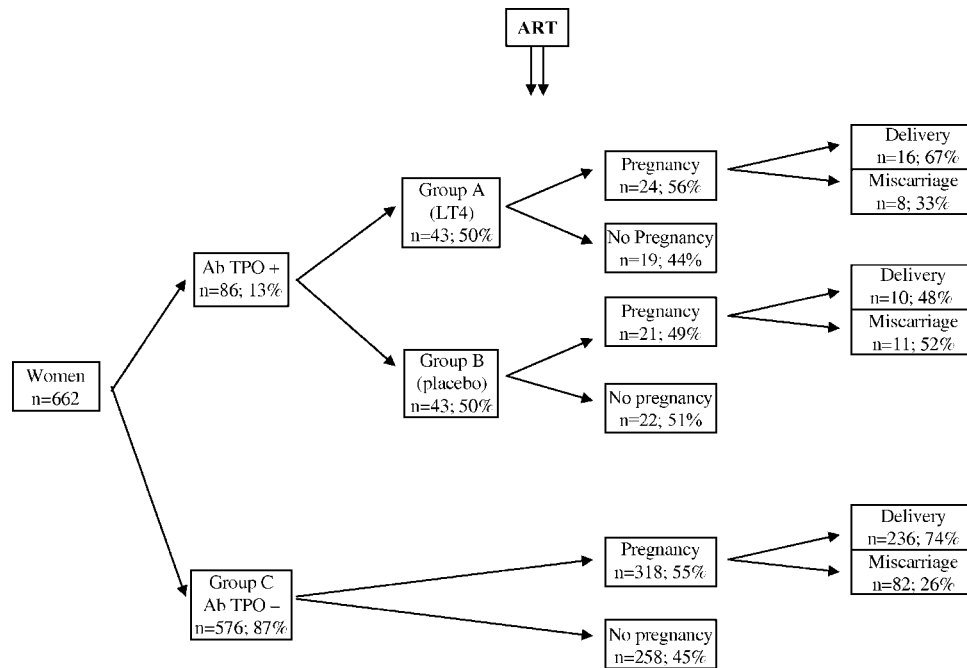 ART
Women
n=662
Ab TPO +
n=86; 13%
Group A
(LT4)
n=43; 50%
Pregnancy
n=24; 56%
Delivery
n=16; 67%
Miscarriage
n=8; 33%
No Pregnancy
n=19; 44%
Group B
(placebo)
n=43; 50%
Pregnancy
n=21; 49%
Delivery
n=10; 48%
Miscarriage
n=11; 52%
No pregnancy
n=22; 51%
Group C
Ab TPO −
n=576; 87%
Pregnancy
n=318; 55%
Delivery
n=236; 74%
Miscarriage
n=82; 26%
No pregnancy
n=258; 45%